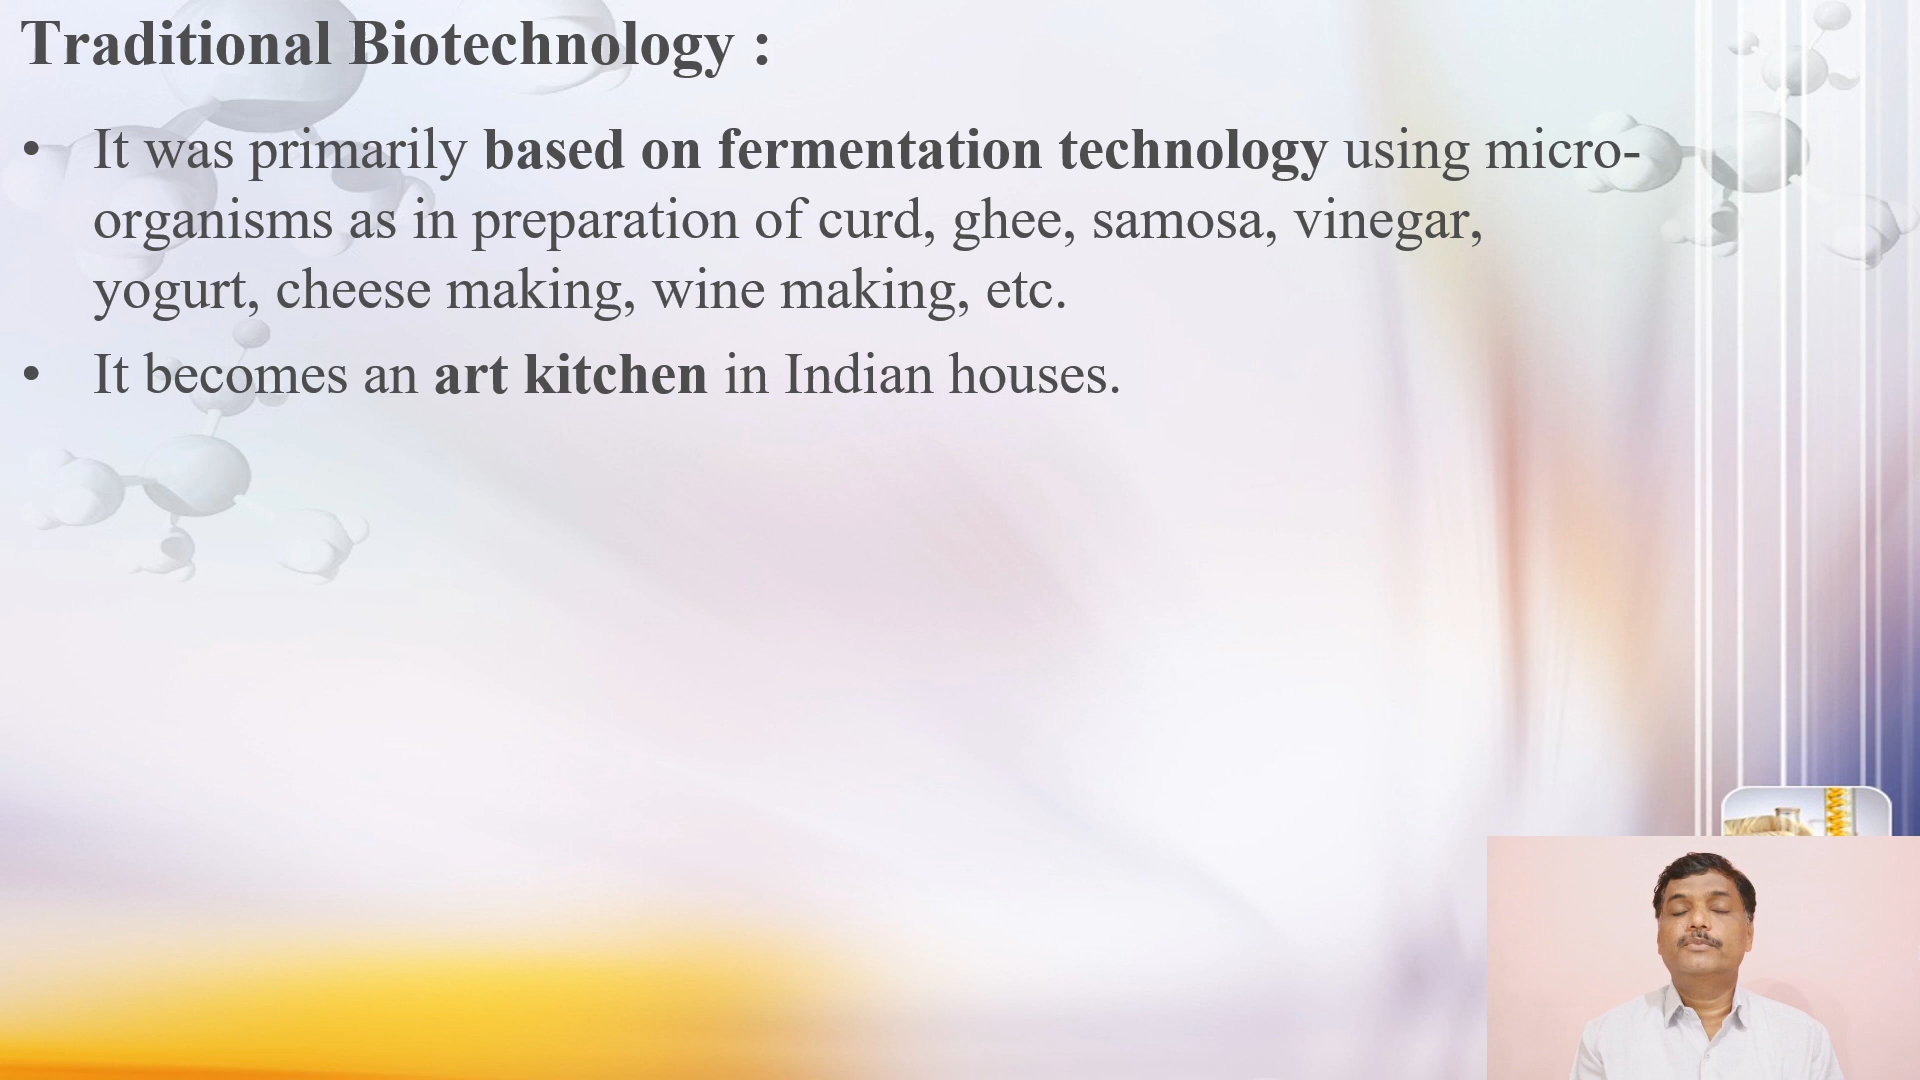 Traditional Biotechnology :
• It was primarily based on fermentation technology using micro-
organisms as in preparation of curd, ghee, samosa, vinegar,
yogurt, cheese making, wine making, etc.
• It becomes an art kitchen in Indian houses.